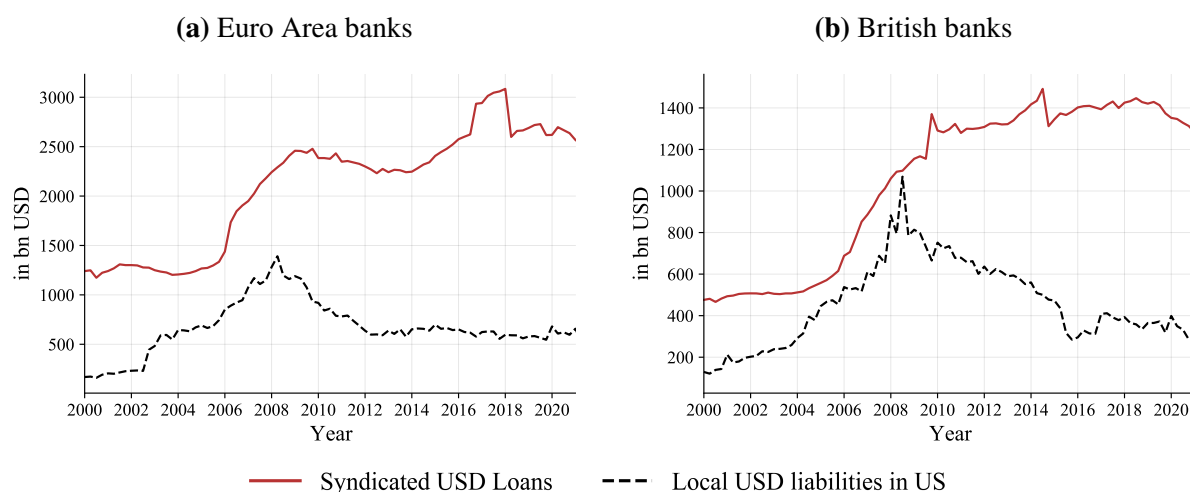 (a) Euro Area banks
(b) British banks
in bn USD
3000
2500
2000
1500
1000
500
2000 2002 2004 2006 2008 2010 2012 2014 2016 2018 2020
Year
in bn USD
1400
1200
1000
800
600
400
200
2000 2002 2004 2006 2008 2010 2012 2014 2016 2018 2020
Year
Syndicated USD Loans
Local USD liabilities in US